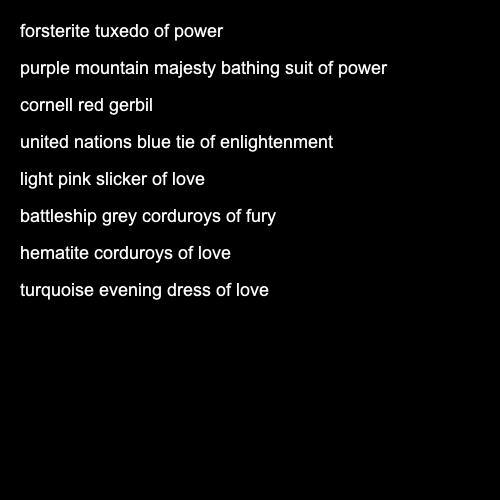 forsterite tuxedo of power
purple mountain majesty bathing suit of power
cornell red gerbil
united nations blue tie of enlightenment
light pink slicker of love
battleship grey corduroys of fury
hematite corduroys of love
turquoise evening dress of love